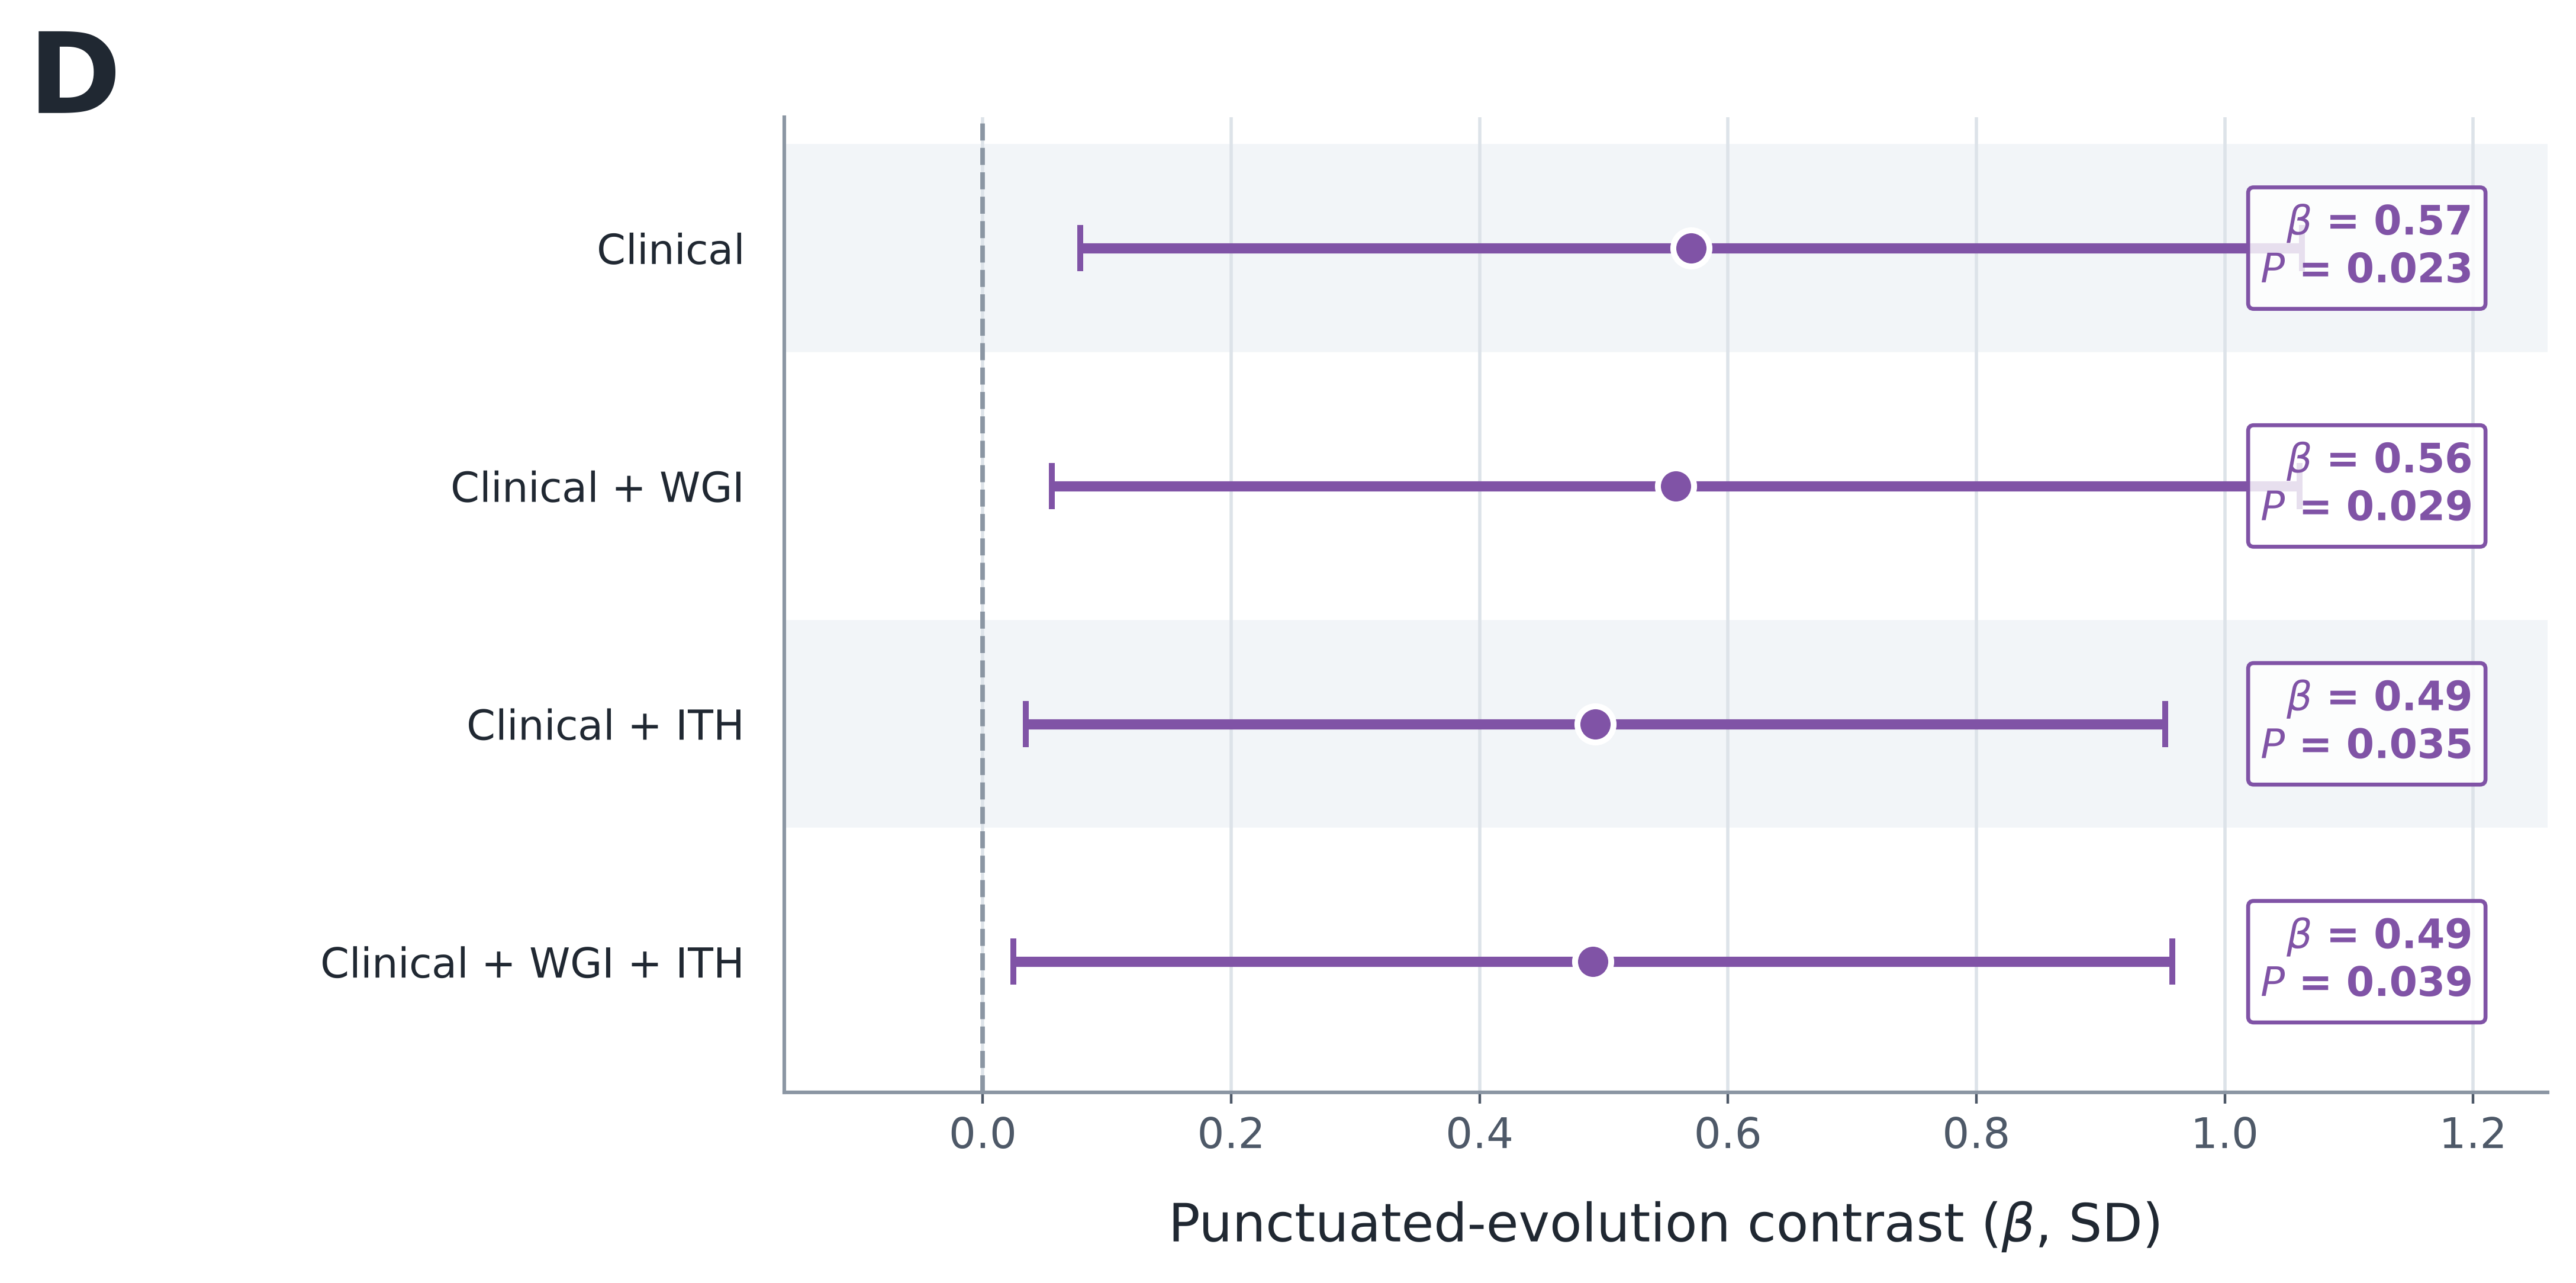 D
Clinical
β = 0.57
P = 0.023
Clinical + WGI
β = 0.56
P = 0.029
Clinical + ITH
β = 0.49
P = 0.035
Clinical + WGI + ITH
β = 0.49
P = 0.039
0.0 0.2 0.4 0.6 0.8 1.0 1.2
Punctuated-evolution contrast (β, SD)